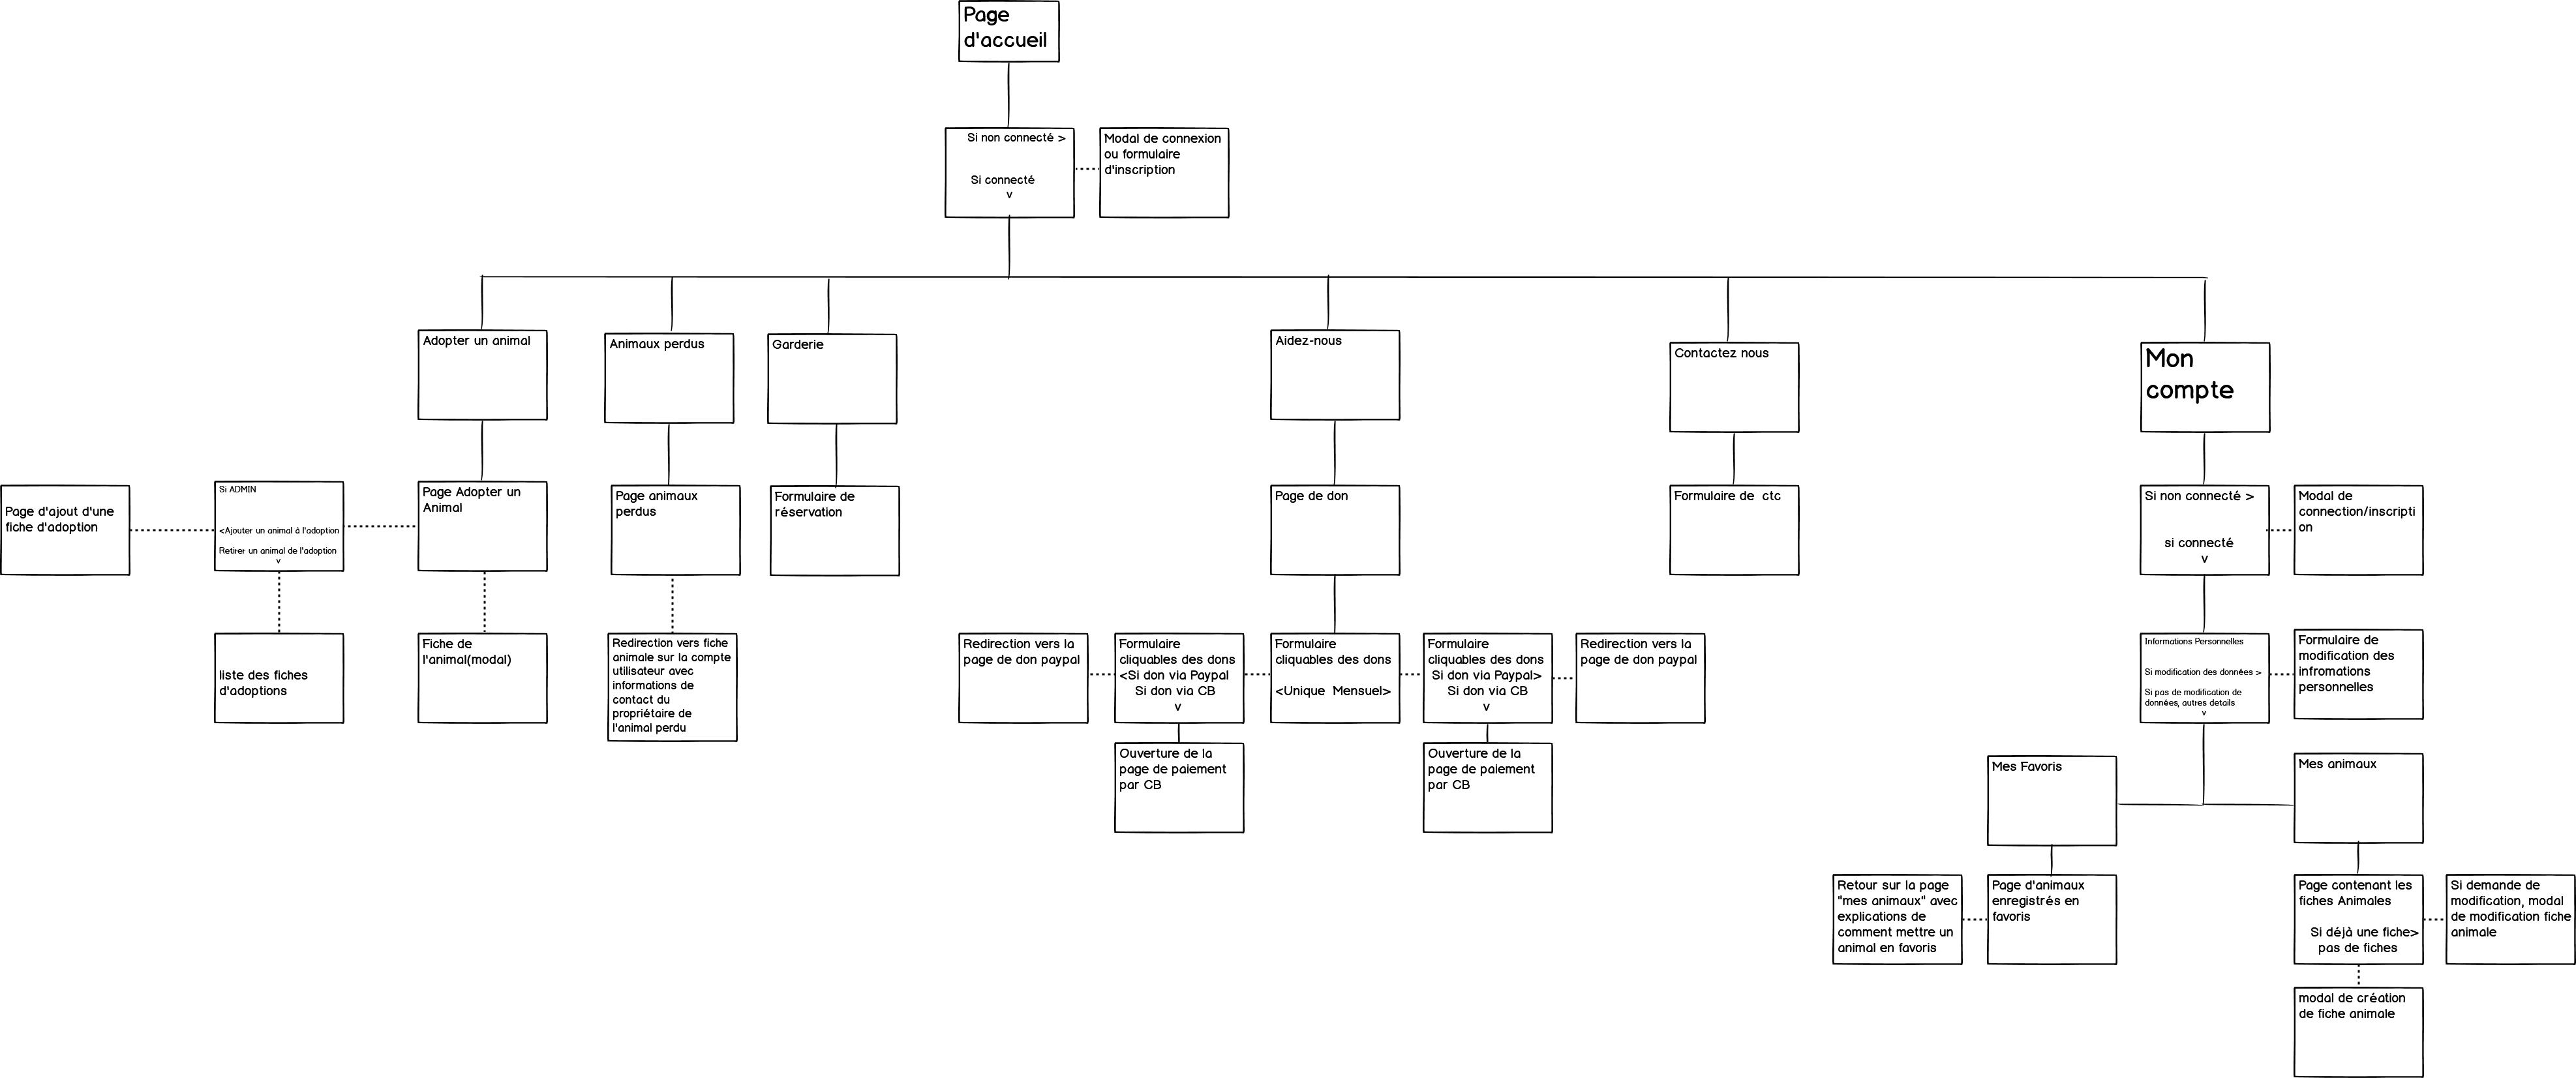 Page
d'accueil
Si non connecté >
Si connecté
v
Modal de connexion
ou formulaire
d'inscription
Adopter un animal
Animaux perdus
Garderie
Aidez-nous
Contactez nous
Mon
compte
Page d'ajout d'une
fiche d'adoption
Si ADMIN
<Ajouter un animal à l'adoption
Retirer un animal de l'adoption
v
Page Adopter un
Animal
Page animaux
perdus
Formulaire de
réservation
Page de don
Formulaire de  ctc
Si non connecté >
si connecté
v
Modal de
connection/inscripti
on
liste des fiches
d'adoptions
Fiche de
l'animal(modal)
Redirection vers fiche
animale sur la compte
utilisateur avec
informations de
contact du
propriétaire de
l'animal perdu
Redirection vers la
page de don paypal
Formulaire
cliquables des dons
<Si don via Paypal
Si don via CB
v
Formulaire
cliquables des dons
<Unique  Mensuel>
Formulaire
cliquables des dons
Si don via Paypal>
Si don via CB
v
Redirection vers la
page de don paypal
Informations Personnelles
Si modification des données >
Si pas de modification de
données, autres details
v
Formulaire de
modification des
infromations
personnelles
Ouverture de la
page de paiement
par CB
Ouverture de la
page de paiement
par CB
Mes Favoris
Mes animaux
Retour sur la page
"mes animaux" avec
explications de
comment mettre un
animal en favoris
Page d'animaux
enregistrés en
favoris
Page contenant les
fiches Animales
Si déjà une fiche>
pas de fiches
Si demande de
modification, modal
de modification fiche
animale
modal de création
de fiche animale